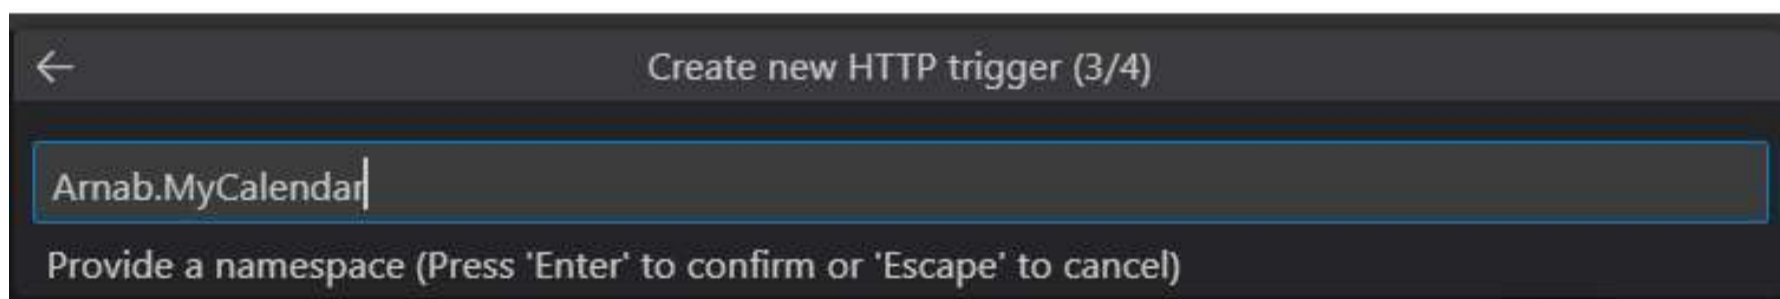 Create new HTTP trigger (3/4)
Arnab.MyCalendar
Provide a namespace (Press 'Enter' to confirm or 'Escape' to cancel)